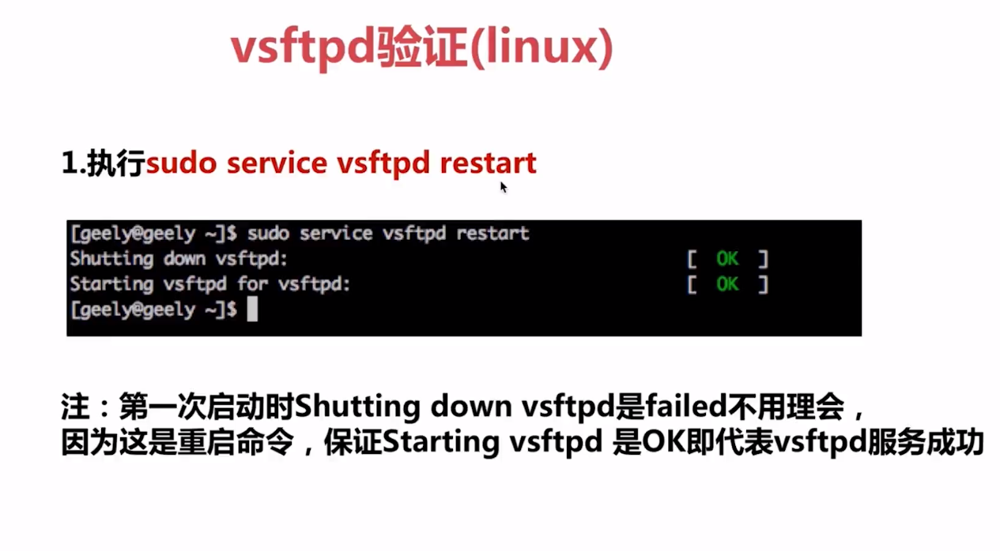 vsftpd验证(linux)
1.执行sudo service vsftpd restart
[geely@geely ~]$ sudo service vsftpd restart
Shutting down vsftpd: [ OK ]
Starting vsftpd for vsftpd: [ OK ]
[geely@geely ~]$
注：第一次启动时Shutting down vsftpd是failed不用理会，
因为这是重启命令，保证Starting vsftpd 是OK即代表vsftpd服务成功